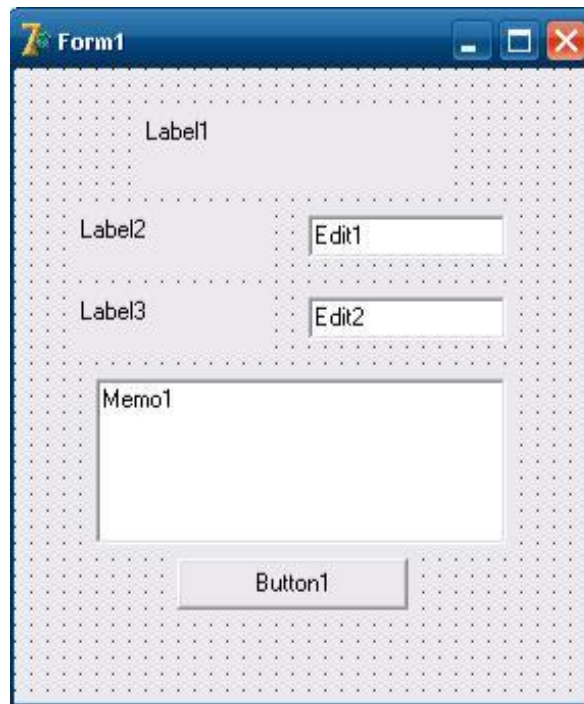 Form1
Label1
Label2
Edit1
Label3
Edit2
Memo1
Button1